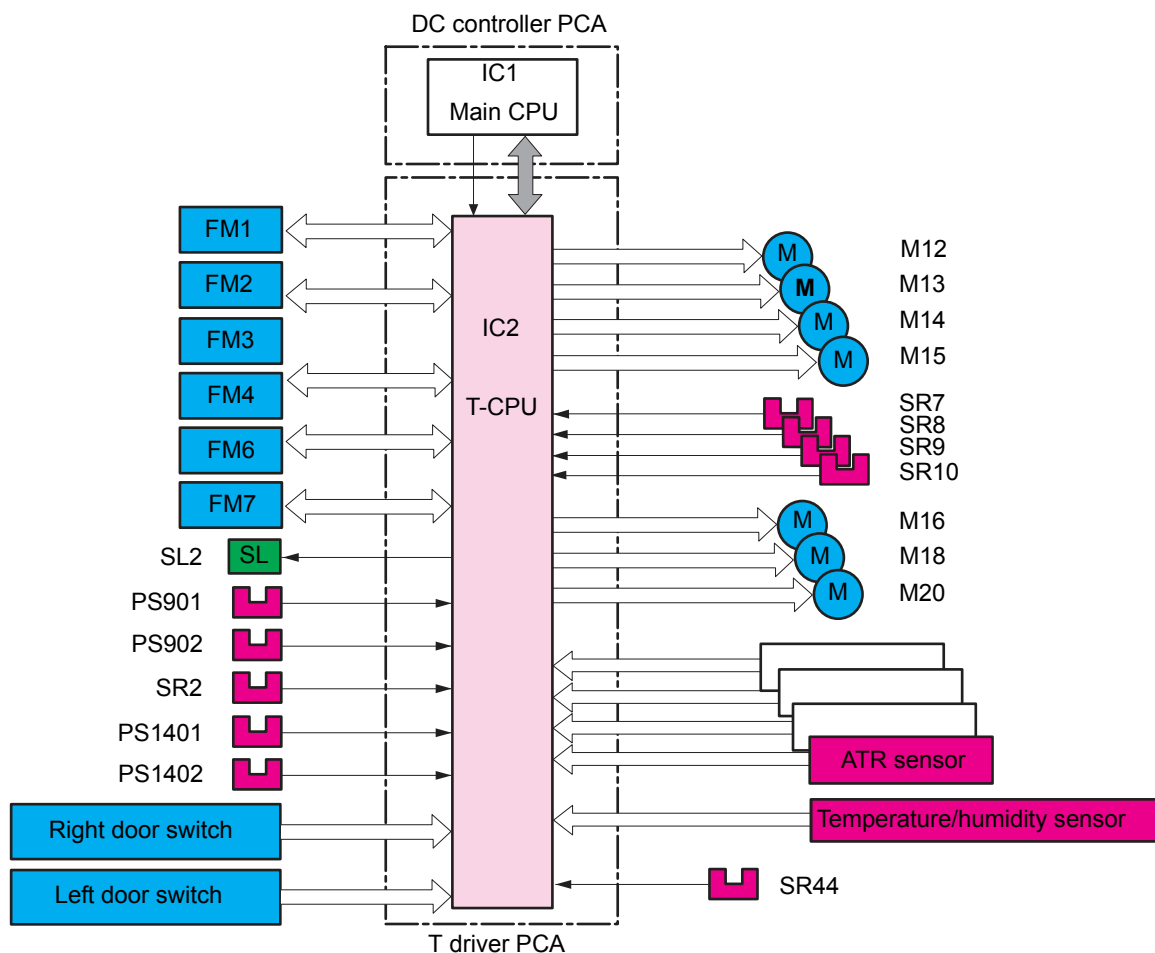 DC controller PCA
IC1
Main CPU
FM1
FM2
FM3
FM4
FM6
FM7
SL2
SL
PS901
PS902
SR2
PS1401
PS1402
Right door switch
Left door switch
IC2
T-CPU
M
M12
M
M13
M
M14
M
M15
SR7
SR8
SR9
SR10
M
M16
M
M18
M
M20
ATR sensor
Temperature/humidity sensor
SR44
T driver PCA